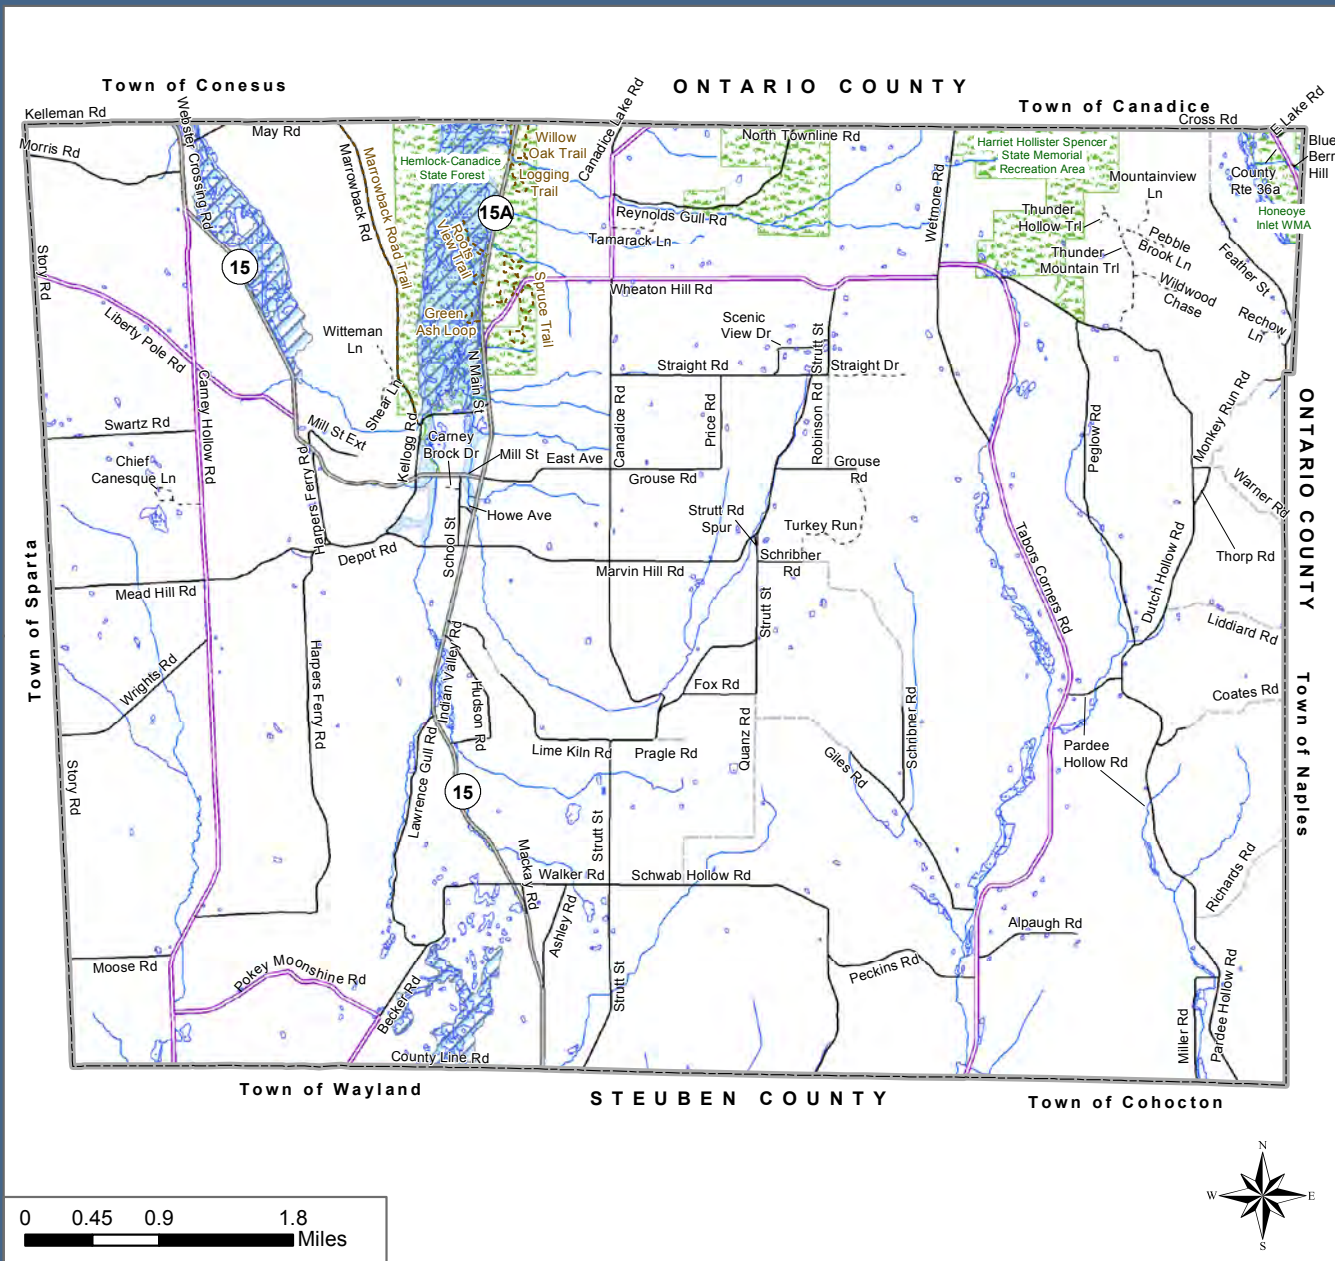 Town of Conesus
ONTARIO COUNTY
Town of Canadice
Kelleman Rd
Webster Crossing Rd
May Rd
Morris Rd
Marrowback Rd
Marrowback Road Trail
Hemlock-Canadice
State Forest
Willow
Oak Trail
Logging
Trail
15A
Canadice Lake Rd
North Townline Rd
Reynolds Gull Rd
Tamarack Ln
Wetmore Rd
Harriet Hollister Spencer
State Memorial
Recreation Area
Cross Rd
E Lake Rd
Blue
Berr
Hill
County
Rte 36a
Honeoye
Inlet WMA
Mountainview
Ln
Thunder
Hollow Trl
Thunder
Mountain Trl
Pebble
Brook Ln
Wildwood
Chase
Feather St
Rechow
Ln
15
Story Rd
Liberty Pole Rd
Carney Hollow Rd
Witteman
Ln
Shear Ln
Roots
View Trail
Green
Ash Loop
Spruce Trail
N Main St
Wheaton Hill Rd
Scenic
View Dr
Strutt St
Straight Rd
Straight Dr
Canadice Rd
Price Rd
Robinson Rd
Swartz Rd
Mill St Ext
Kellogg Rd
Carney
Brock Dr
Mill St
East Ave
Grouse Rd
Grouse
Rd
Peglow Rd
Monkey Run Rd
Warner Rd
Thorp Rd
ONTARIO COUNTY
Chief
Canesque Ln
Harpers Ferry Rd
Howe Ave
School St
Depot Rd
Strutt Rd
Spur
Turkey Run
Schribner
Rd
Marvin Hill Rd
Tabors Corners Rd
Dutch Hollow Rd
Liddiard Rd
Town of Sparta
Mead Hill Rd
Strutt St
Wrights Rd
Harpers Ferry Rd
Indian Valley Rd
Hudson Rd
Fox Rd
Coates Rd
Town of Naples
Story Rd
Lawrence Gull Rd
15
Lime Kiln Rd
Pragle Rd
Quanz Rd
Giles Rd
Schribner Rd
Pardee
Hollow Rd
Strutt St
Mackay Rd
Walker Rd
Schwab Hollow Rd
Richards Rd
Ashley Rd
Alpaugh Rd
Moose Rd
Pokey Moonshine Rd
Becker Rd
Strutt St
Peckins Rd
Miller Rd
Pardee Hollow Rd
County Line Rd
Town of Wayland
STEUBEN COUNTY
Town of Cohocton
N
W
E
S
0 0.45 0.9 1.8
Miles